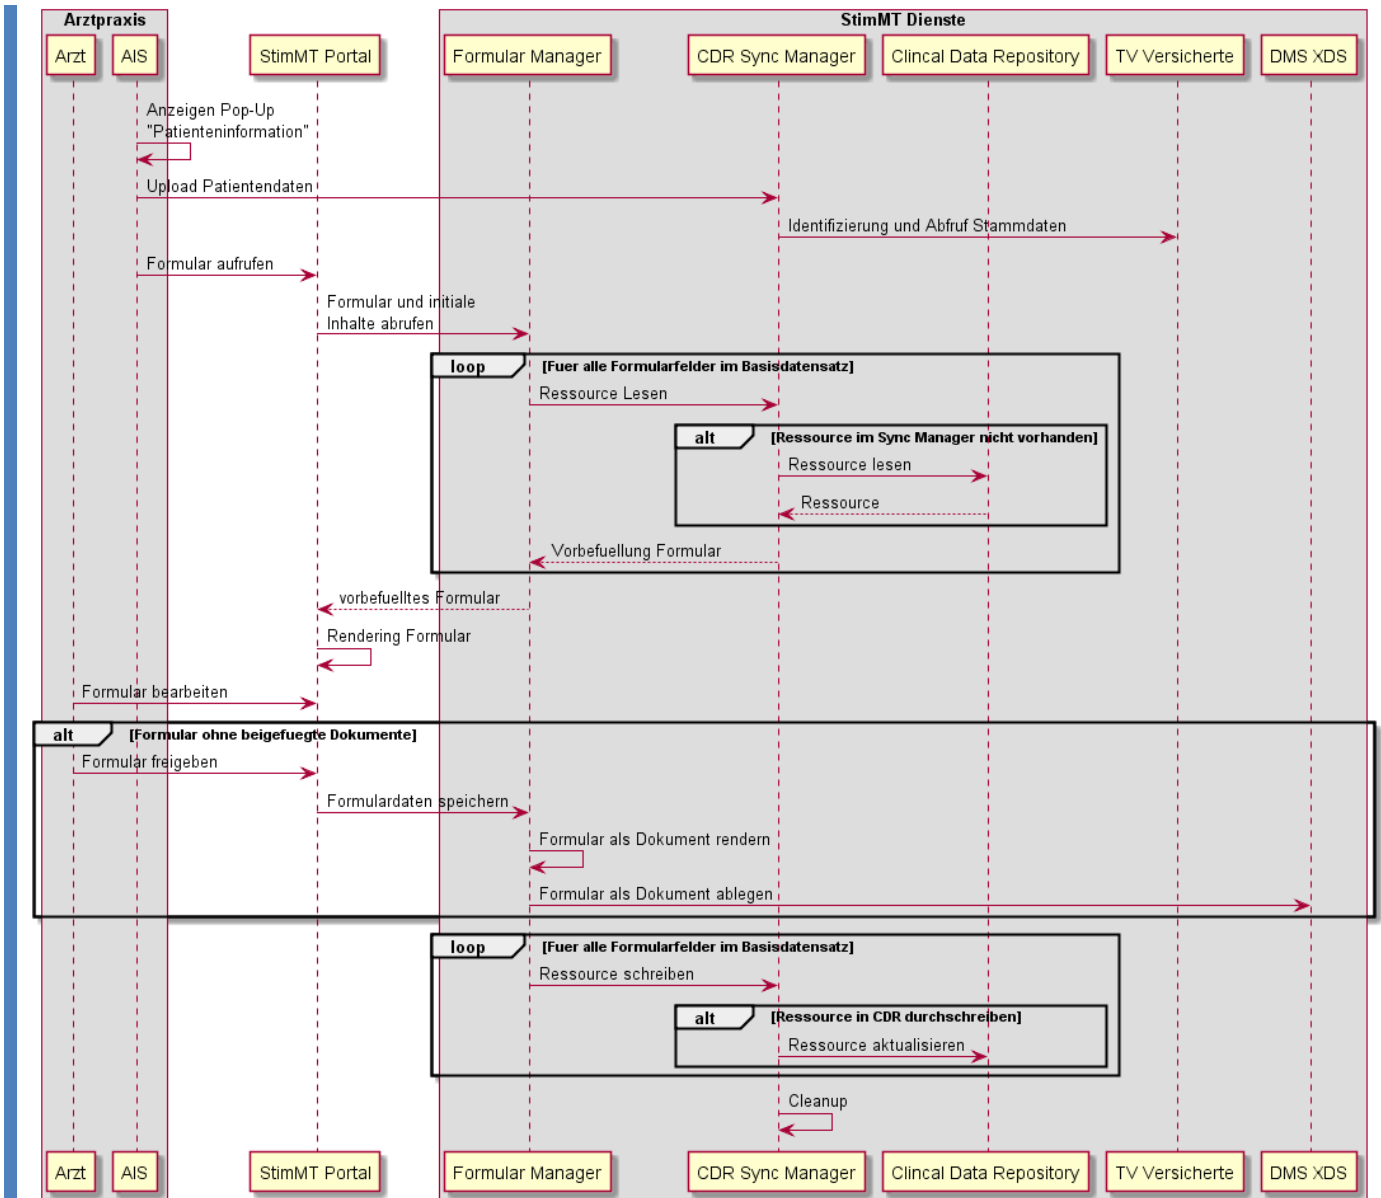 Arztpraxis
StimMT Dienste
Arzt
AIS
StimMT Portal
Formular Manager
CDR Sync Manager
Clincal Data Repository
TV Versicherte
DMS XDS
Anzeigen Pop-Up
"Patienteninformation"
Upload Patientendaten
Identifizierung und Abfruf Stammdaten
Formular aufrufen
Formular und initiale
Inhalte abrufen
loop
[Fuer alle Formularfelder im Basisdatensatz]
Ressource Lesen
alt
[Ressource im Sync Manager nicht vorhanden]
Ressource lesen
Ressource
Vorbefuellung Formular
vorbefuelltes Formular
Rendering Formular
Formular bearbeiten
alt
[Formular ohne beigefuegte Dokumente]
Formular freigeben
Formulardaten speichern
Formular als Dokument rendern
Formular als Dokument ablegen
loop
[Fuer alle Formularfelder im Basisdatensatz]
Ressource schreiben
alt
[Ressource in CDR durchschreiben]
Ressource aktualisieren
Cleanup
Arzt
AIS
StimMT Portal
Formular Manager
CDR Sync Manager
Clincal Data Repository
TV Versicherte
DMS XDS